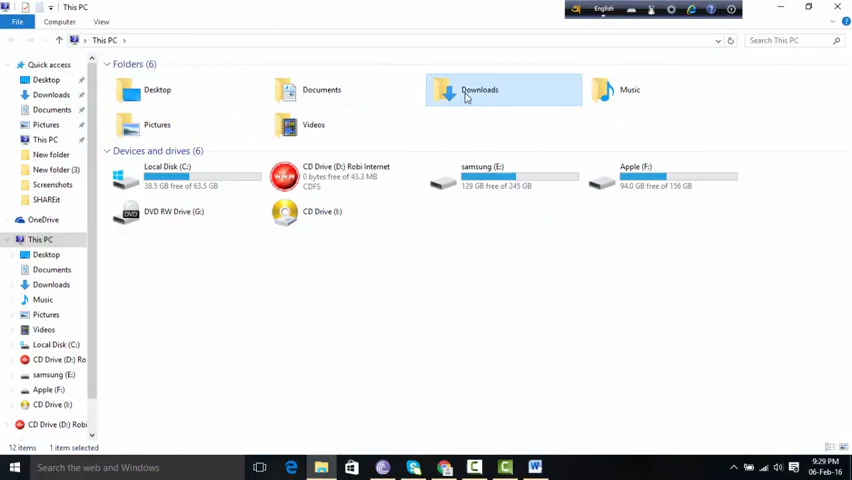 This PC
English
File
Computer
View
This PC
Search This PC
Quick access
Desktop
Downloads
Documents
Pictures
This PC
New folder
New folder (3)
Screenshots
SHAREit
OneDrive
This PC
Desktop
Documents
Downloads
Music
Pictures
Videos
Local Disk (C:)
CD Drive (D:) Ro
samsung (E:)
Apple (F:)
CD Drive (I:)
CD Drive (D:) Robi
Folders (6)
Desktop
Documents
Downloads
Music
Pictures
Videos
Devices and drives (6)
Local Disk (C:)
38.5 GB free of 63.5 GB
CD Drive (D:) Robi Internet
0 bytes free of 43.3 MB
CDFS
samsung (E:)
129 GB free of 245 GB
Apple (F:)
94.0 GB free of 156 GB
DVD RW Drive (G:)
DVD
CD Drive (I:)
12 items
1 item selected
Search the web and Windows
9:29 PM
06-Feb-16